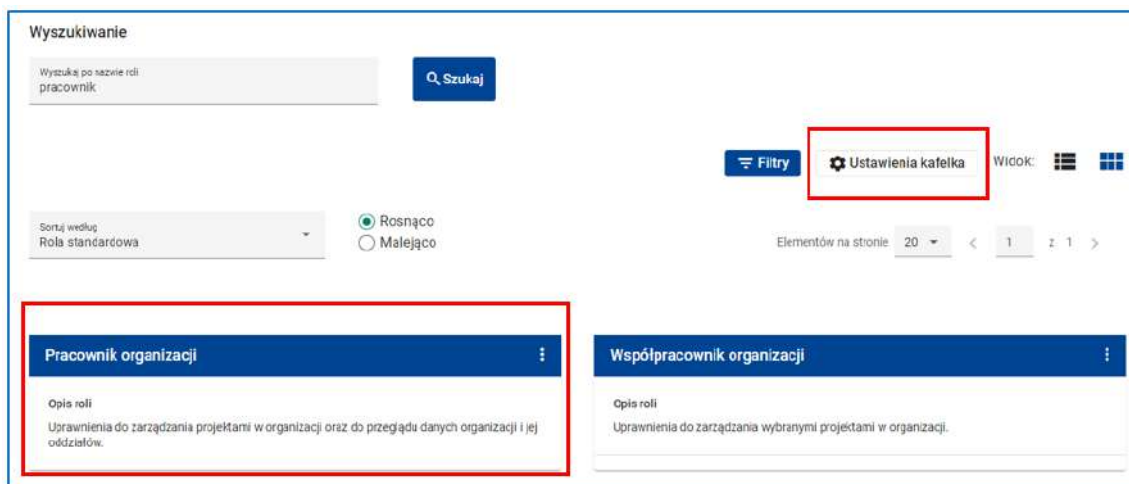 Wyszukiwanie
Wyszukaj po nazwie roli
pracownik
Szukaj
Filtry
Ustawienia kafelka
Widok:
Sortuj według
Rola standardowa
Rosnąco
Malejąco
Elementów na stronie 20 < 1 z 1 >
Pracownik organizacji
Współpracownik organizacji
Opis roli
Uprawnienia do zarządzania projektami w organizacji oraz do przeglądu danych organizacji i jej
oddziałów.
Opis roli
Uprawnienia do zarządzania wybranymi projektami w organizacji.